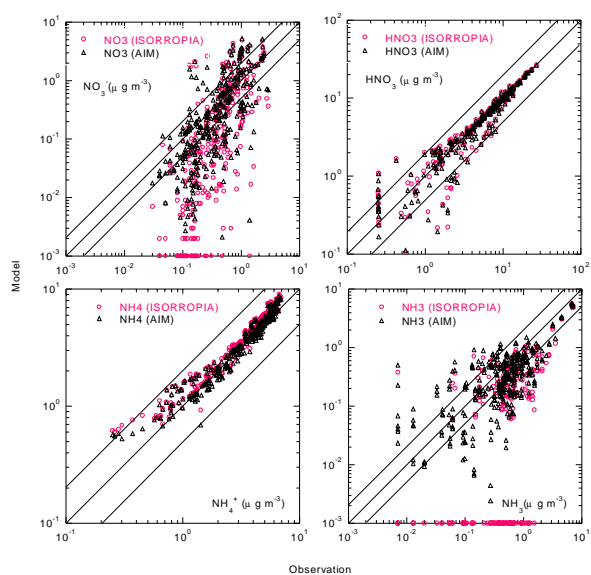 NO3 (ISORROPIA)
NO3 (AIM)
NO3- (μ g m-3)
10^1
10^0
10^-1
10^-2
10^-3
10^-3
10^-2
10^-1
10^0
10^1
HNO3 (ISORROPIA)
HNO3 (AIM)
HNO3 (μ g m-3)
10^2
10^1
10^0
10^-1
10^-1
10^0
10^1
10^2
Model
NH4 (ISORROPIA)
NH4 (AIM)
NH4+ (μ g m-3)
10^1
10^0
10^-1
10^-1
10^0
10^1
NH3 (ISORROPIA)
NH3 (AIM)
NH3 (μ g m-3)
10^1
10^0
10^-1
10^-2
10^-3
10^-3
10^-2
10^-1
10^0
10^1
Observation